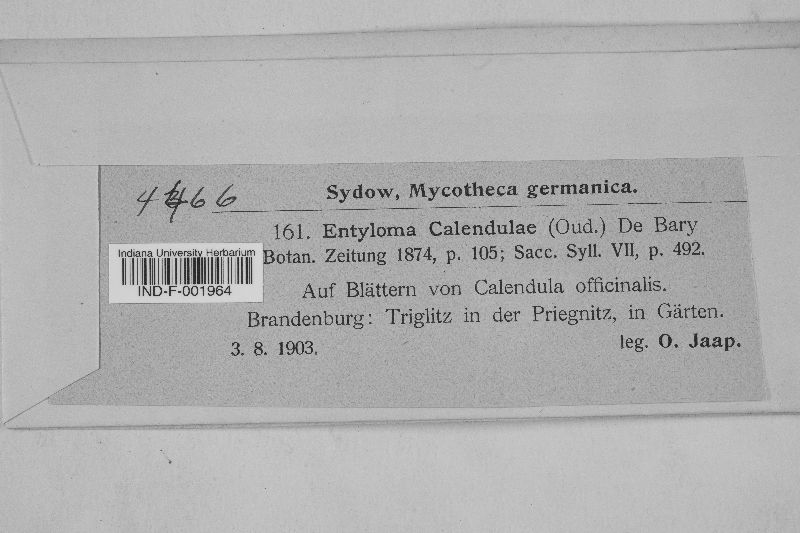 Sydow, Mycotheca germanica.
161. Entyloma Calendulae (Oud.) De Bary
Botan. Zeitung 1874, p. 105; Sacc. Syll. VII, p. 492.
Indiana University Herbarium
IND-F-001964
Auf Blättern von Calendula officinalis.
Brandenburg: Triglitz in der Priegnitz, in Gärten.
3. 8. 1903. leg. O. Jaap.